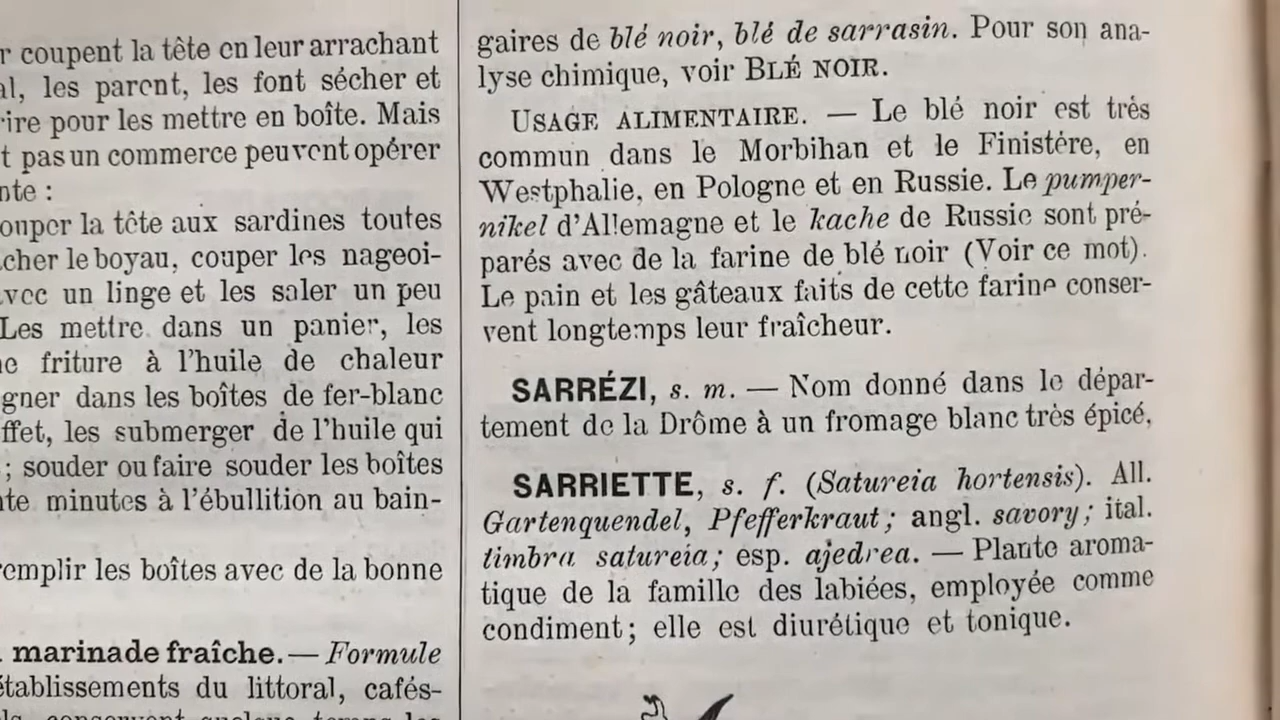 r coupent la tête en leur arrachant
al, les parent, les font sécher et
rire pour les mettre en boîte. Mais
t pas un commerce peuvent opérer
nte :
ouper la tête aux sardines toutes
cher le boyau, couper les nageoi-
avec un linge et les saler un peu
Les mettre dans un panier, les
ne friture à l'huile de chaleur
gner dans les boîtes de fer-blanc
ffet, les submerger de l'huile qui
; souder ou faire souder les boîtes
nte minutes à l'ébullition au bain-
remplir les boîtes avec de la bonne
marinade fraîche. — Formule
établissements du littoral, cafés-
conservent quelque temps les
gaires de blé noir, blé de sarrasin. Pour son ana-
lyse chimique, voir BLÉ NOIR.
USAGE ALIMENTAIRE. — Le blé noir est très
commun dans le Morbihan et le Finistére, en
Westphalie, en Pologne et en Russie. Le pumper-
nikel d'Allemagne et le kache de Russie sont pré-
parés avec de la farine de blé noir (Voir ce mot).
Le pain et les gâteaux faits de cette farine conser-
vent longtemps leur fraîcheur.
SARRÉZI, s. m. — Nom donné dans le dépar-
tement de la Drôme à un fromage blanc très épicé,
SARRIETTE, s. f. (Satureia hortensis). All.
Gartenquendel, Pfefferkraut ; angl. savory ; ital.
timbra satureia ; esp. ajedrea. — Plante aroma-
tique de la famille des labiées, employée comme
condiment ; elle est diurétique et tonique.